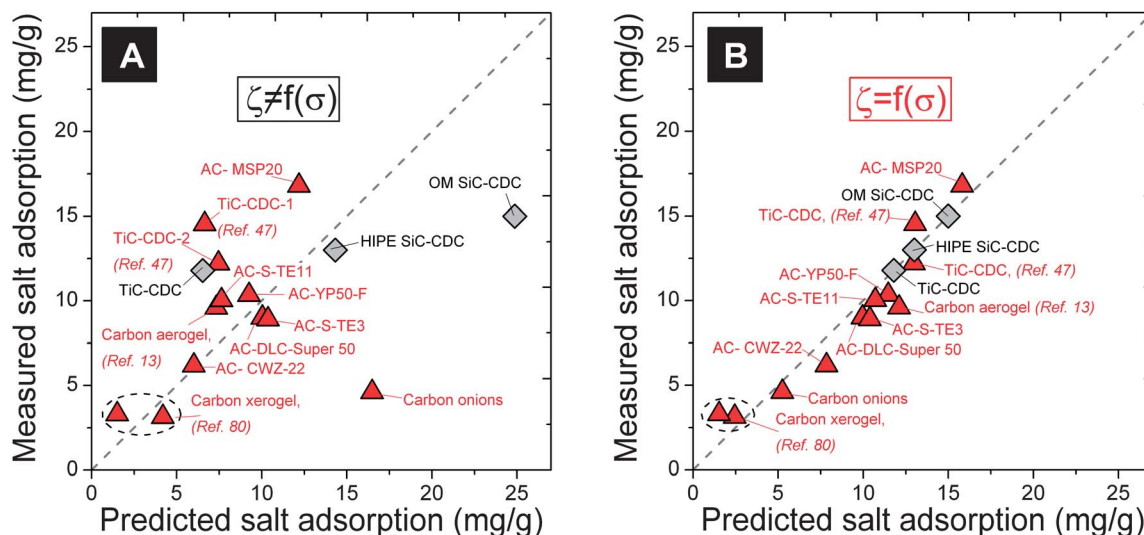 A
ζ≠f(σ)
Measured salt adsorption (mg/g)
25
20
15
10
5
0
AC- MSP20
OM SiC-CDC
TiC-CDC-1
(Ref. 47)
TiC-CDC-2
HIPE SiC-CDC
(Ref. 47)
AC-S-TE11
TiC-CDC
AC-YP50-F
Carbon aerogel,
AC-S-TE3
(Ref. 13)
AC-DLC-Super 50
AC- CWZ-22
Carbon onions
Carbon xerogel,
(Ref. 80)
0 5 10 15 20 25
Predicted salt adsorption (mg/g)
B
ζ=f(σ)
Measured salt adsorption (mg/g)
25
20
15
10
5
0
AC- MSP20
OM SiC-CDC
TiC-CDC, (Ref. 47)
HIPE SiC-CDC
AC-YP50-F
TiC-CDC, (Ref. 47)
TiC-CDC
AC-S-TE11
Carbon aerogel (Ref. 13)
AC-S-TE3
AC- CWZ-22
AC-DLC-Super 50
Carbon onions
Carbon xerogel,
(Ref. 80)
0 5 10 15 20 25
Predicted salt adsorption (mg/g)